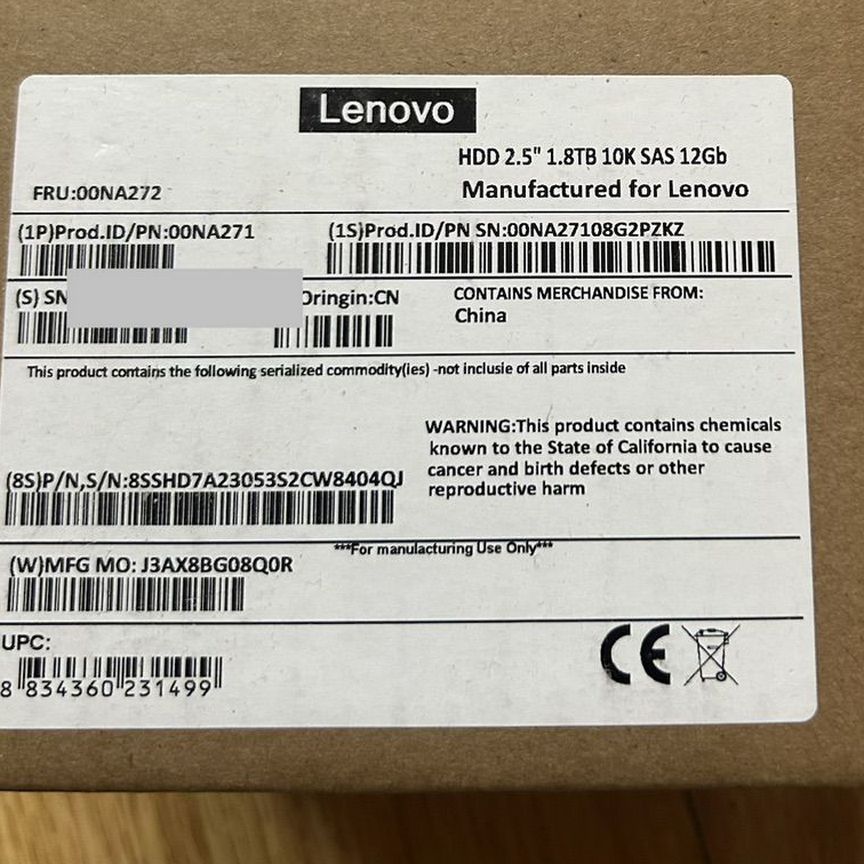 Lenovo
HDD 2.5" 1.8TB 10K SAS 12Gb
FRU:00NA272
Manufactured for Lenovo
(1P)Prod.ID/PN:00NA271
(1S)Prod.ID/PN SN:00NA27108G2PZKZ
(S) SN
Oringin:CN
CONTAINS MERCHANDISE FROM:
China
This product contains the following serialized commodity(ies) -not inclusie of all parts inside
WARNING:This product contains chemicals
known to the State of California to cause
cancer and birth defects or other
reproductive harm
(8S)P/N,S/N:8SSHD7A23053S2CW8404QJ
***For manulacturing Use Only***
(W)MFG MO: J3AX8BG08Q0R
UPC:
8 834360 231499
CE